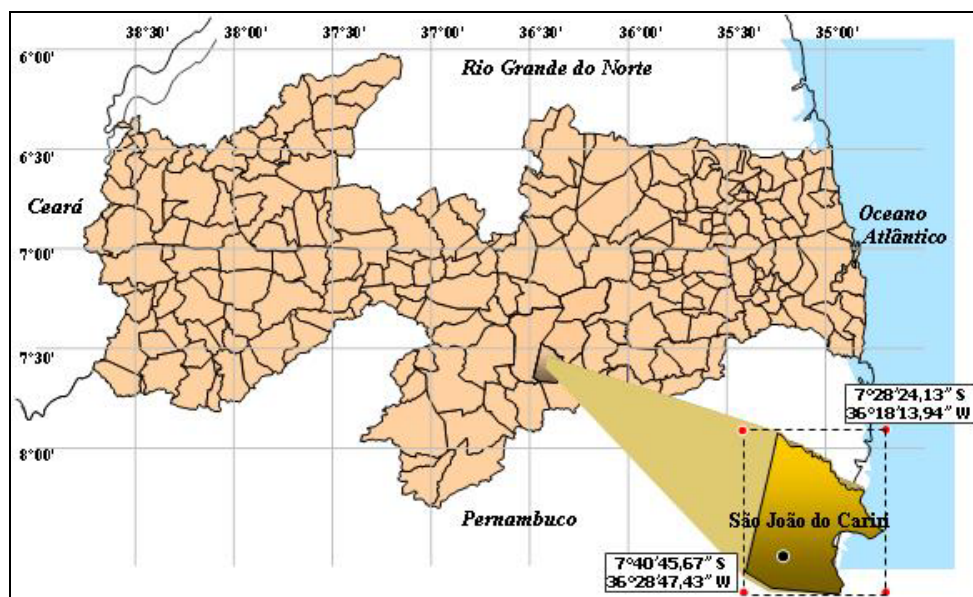 38°30' 38°00' 37°30' 37°00' 36°30' 36°00' 35°30' 35°00'
6°00'
Rio Grande do Norte
6°30'
Ceará
Oceano
Atlântico
7°00'
7°30'
7°28'24,13" S
36°18'13,94" W
8°00'
Pernambuco
São João do Cariri
7°40'45,67" S
36°28'47,43" W